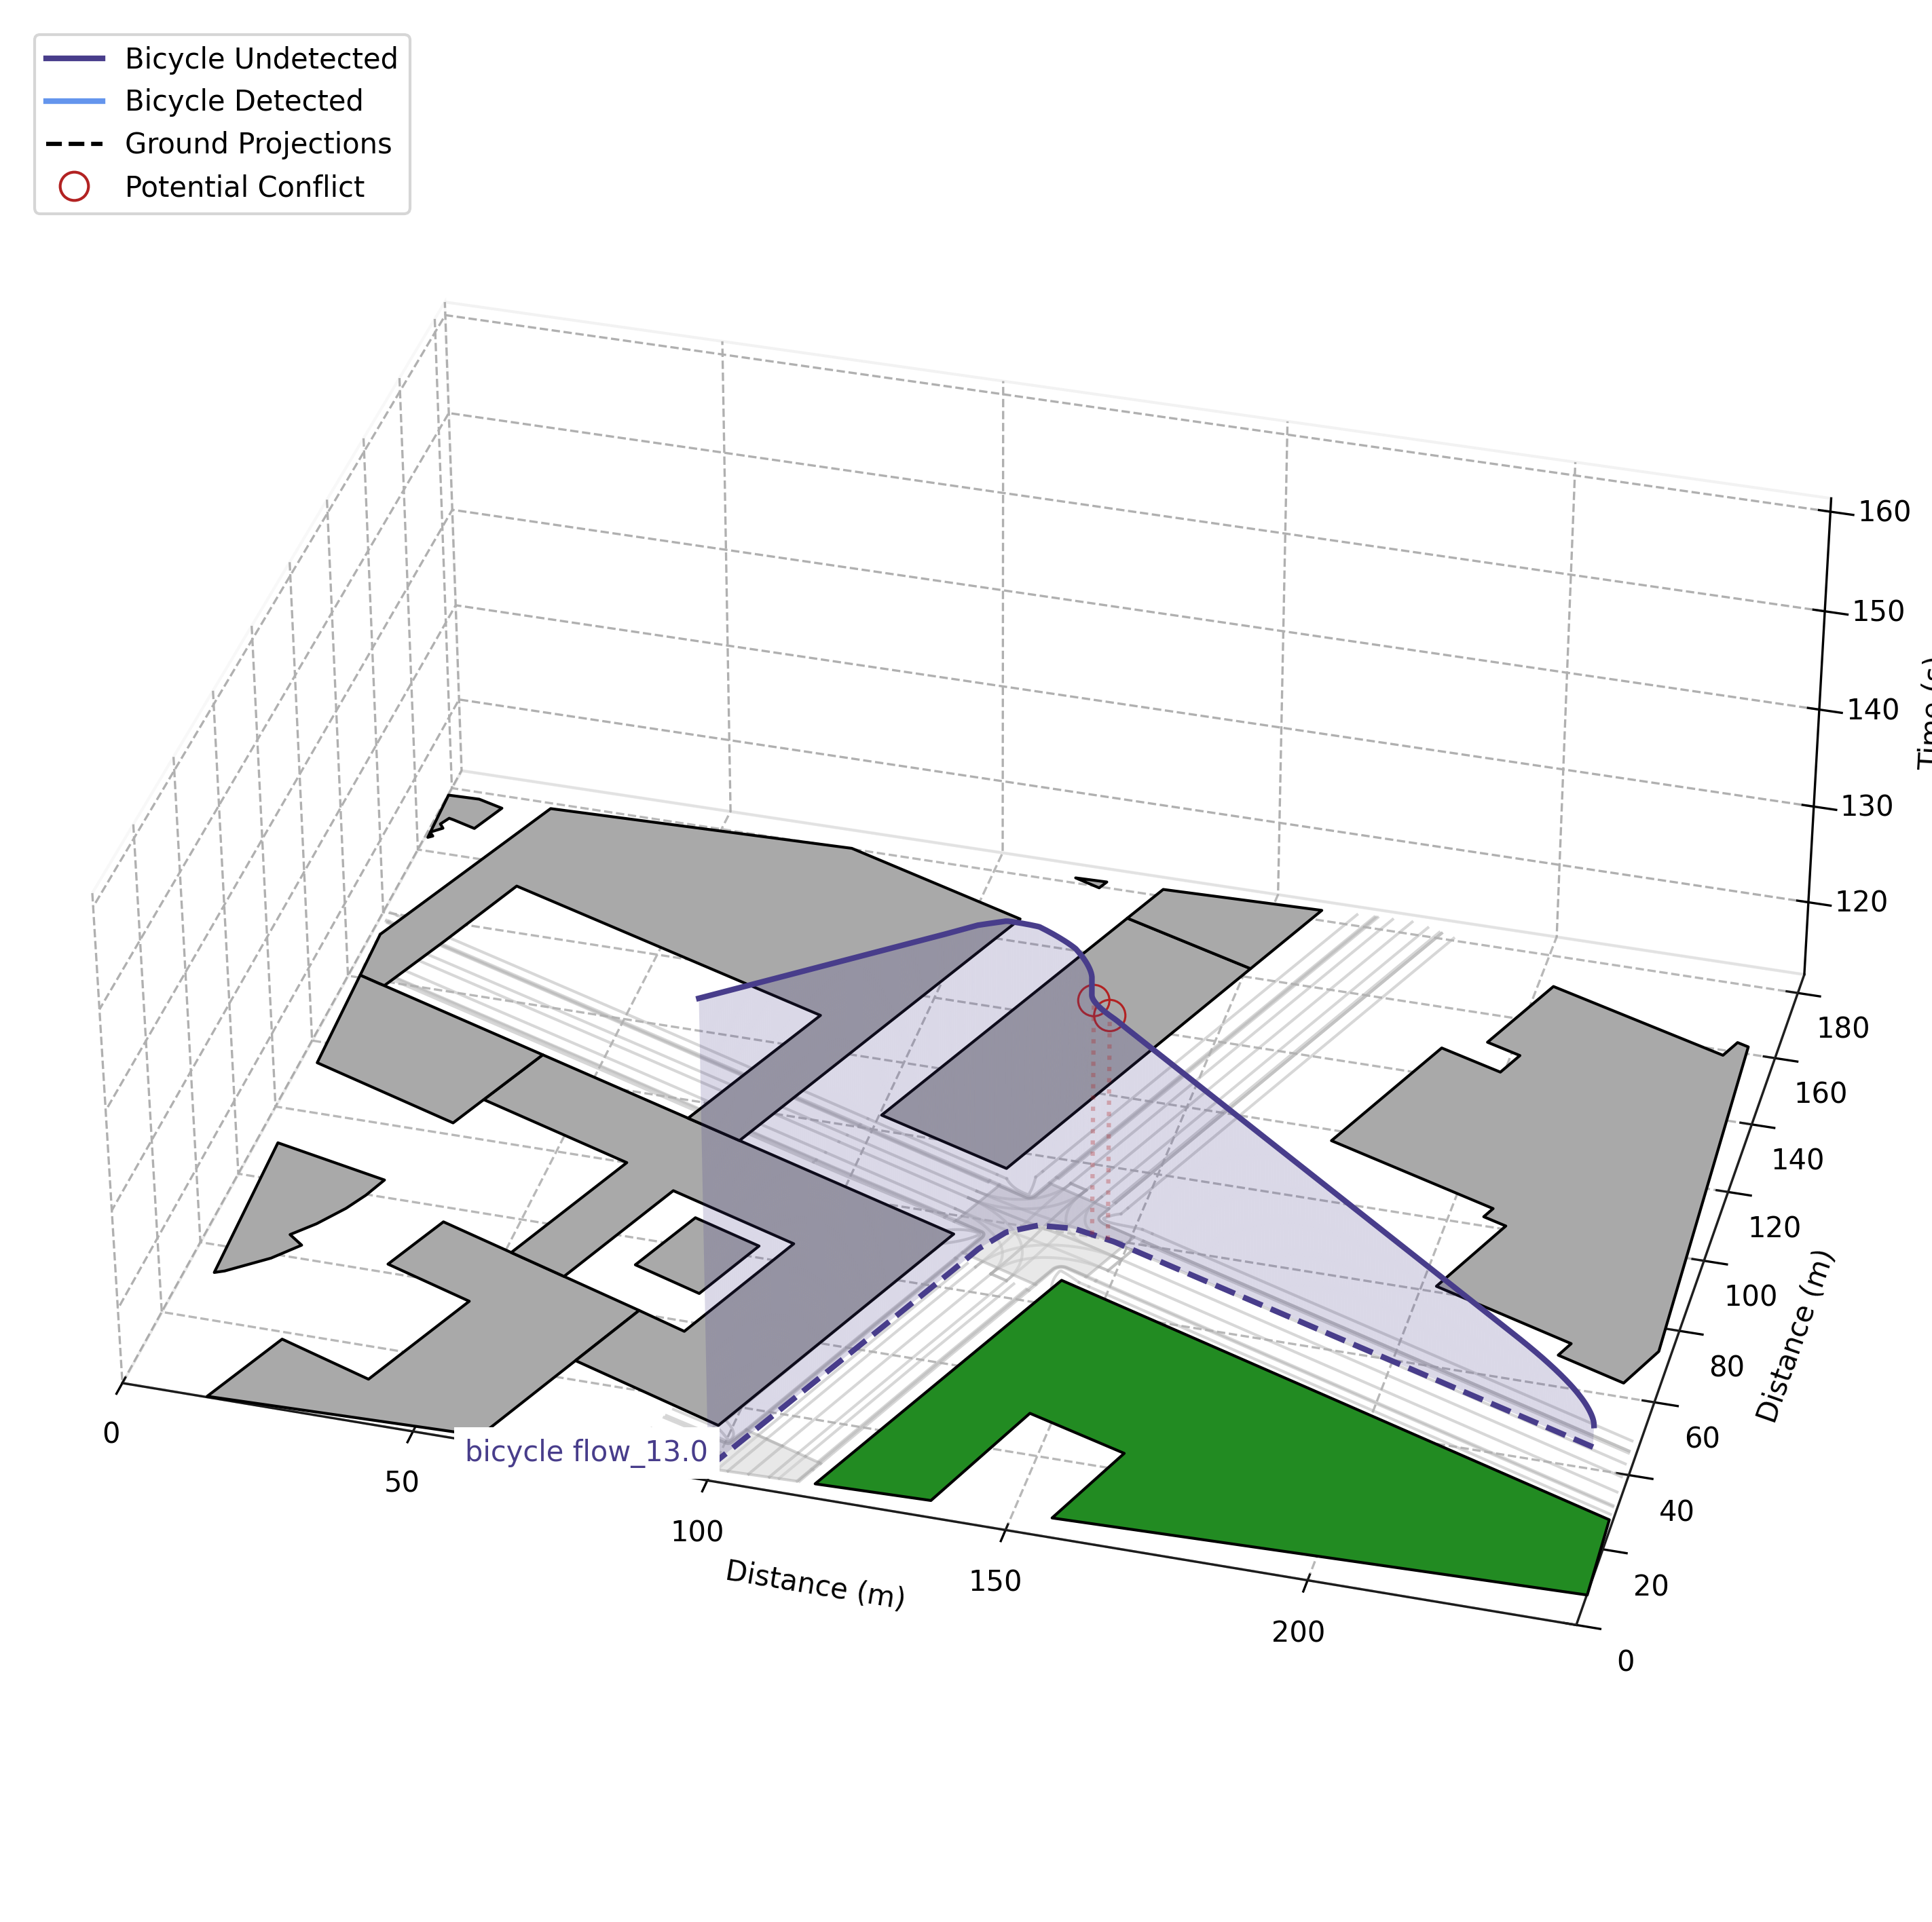 Bicycle Undetected
Bicycle Detected
Ground Projections
Potential Conflict
160
150
140
130
120
180
160
140
120
100
80
60
40
20
0
Distance (m)
0
50
100
150
200
Distance (m)
bicycle flow_13.0